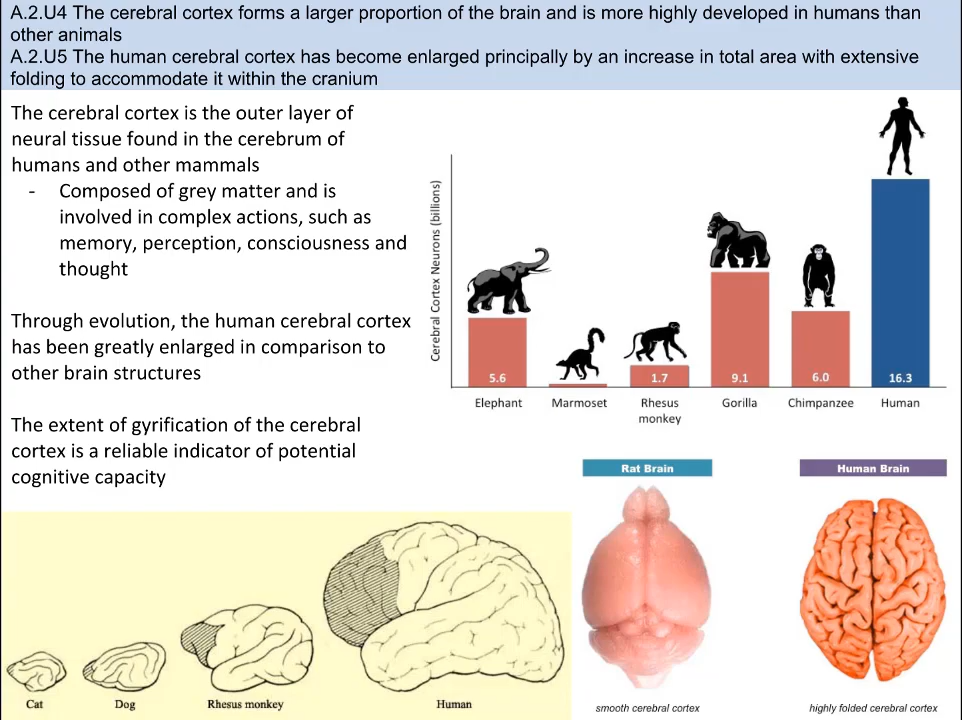 A.2.U4 The cerebral cortex forms a larger proportion of the brain and is more highly developed in humans than
other animals
A.2.U5 The human cerebral cortex has become enlarged principally by an increase in total area with extensive
folding to accommodate it within the cranium
The cerebral cortex is the outer layer of
neural tissue found in the cerebrum of
humans and other mammals
- Composed of grey matter and is
involved in complex actions, such as
memory, perception, consciousness and
thought
Through evolution, the human cerebral cortex
has been greatly enlarged in comparison to
other brain structures
The extent of gyrification of the cerebral
cortex is a reliable indicator of potential
cognitive capacity
Cerebral Cortex Neurons (billions)
5.6
1.7
9.1
6.0
16.3
Elephant
Marmoset
Rhesus
monkey
Gorilla
Chimpanzee
Human
Cat
Dog
Rhesus monkey
Human
Rat Brain
smooth cerebral cortex
Human Brain
highly folded cerebral cortex